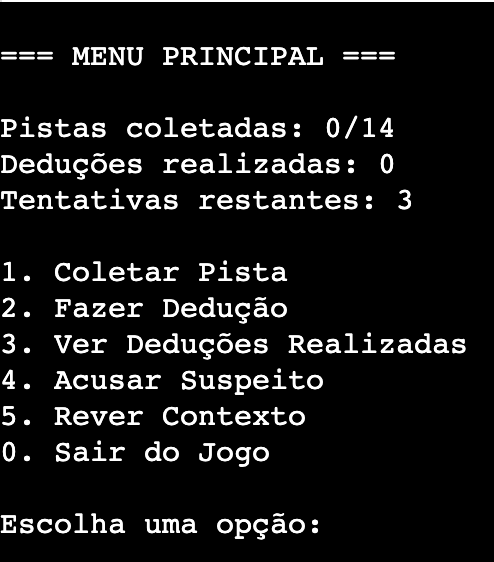 === MENU PRINCIPAL ===
Pistas coletadas: 0/14
Deduções realizadas: 0
Tentativas restantes: 3
1. Coletar Pista
2. Fazer Dedução
3. Ver Deduções Realizadas
4. Acusar Suspeito
5. Rever Contexto
0. Sair do Jogo
Escolha uma opção: